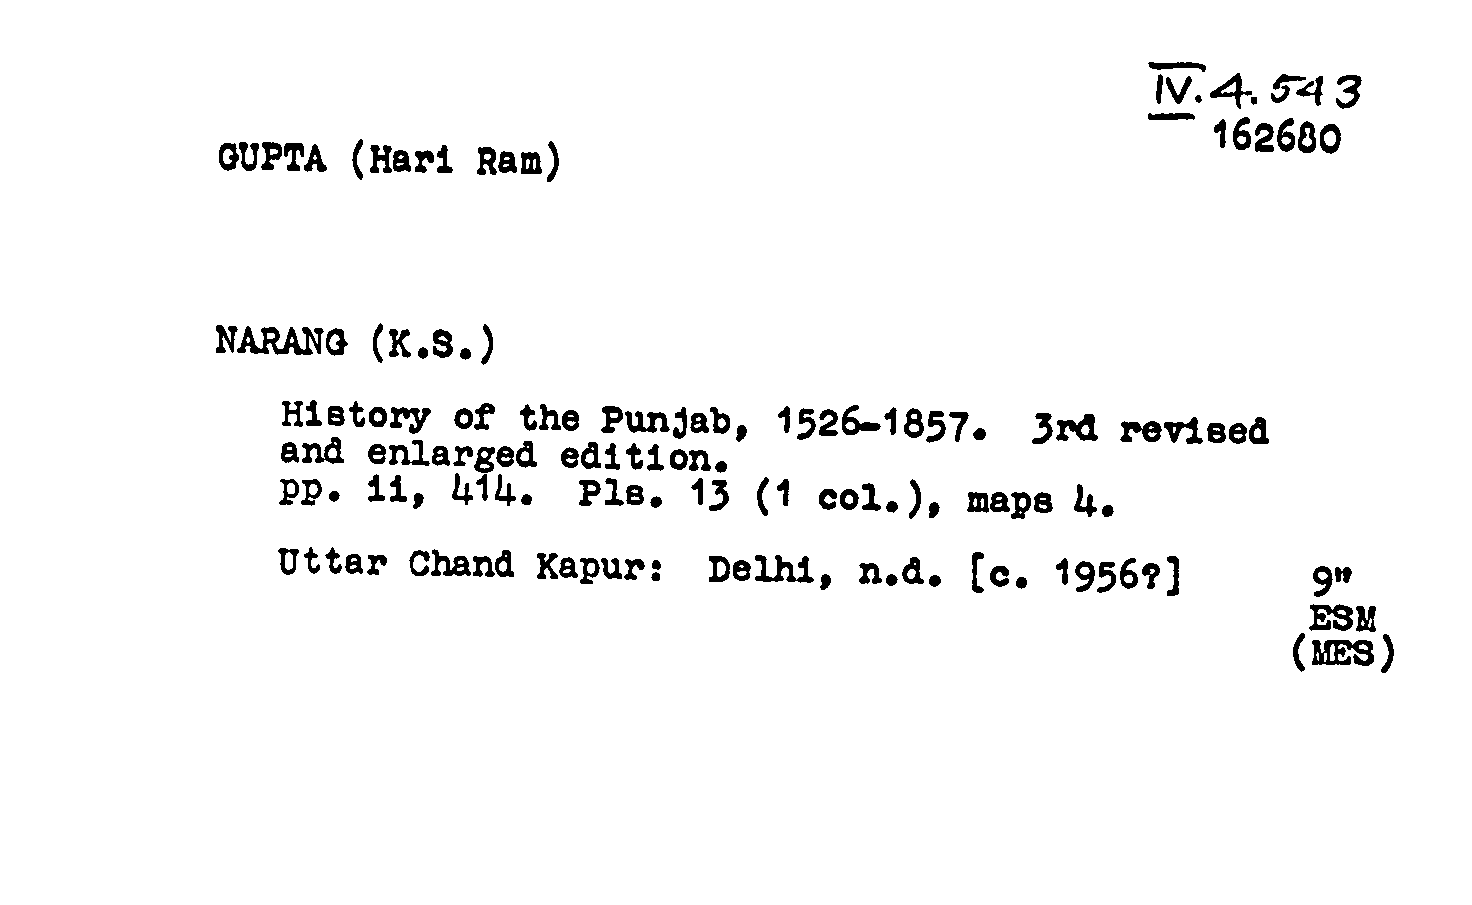 IV.4.543
162680
GUPTA (Hari Ram)
NARANG (K.S.)
History of the Punjab, 1526-1857. 3rd revised
and enlarged edition.
pp. ii, 414. Pls. 13 (1 col.), maps 4.
Uttar Chand Kapur: Delhi, n.d. [c. 1956?]
9"
ESM
(MES)